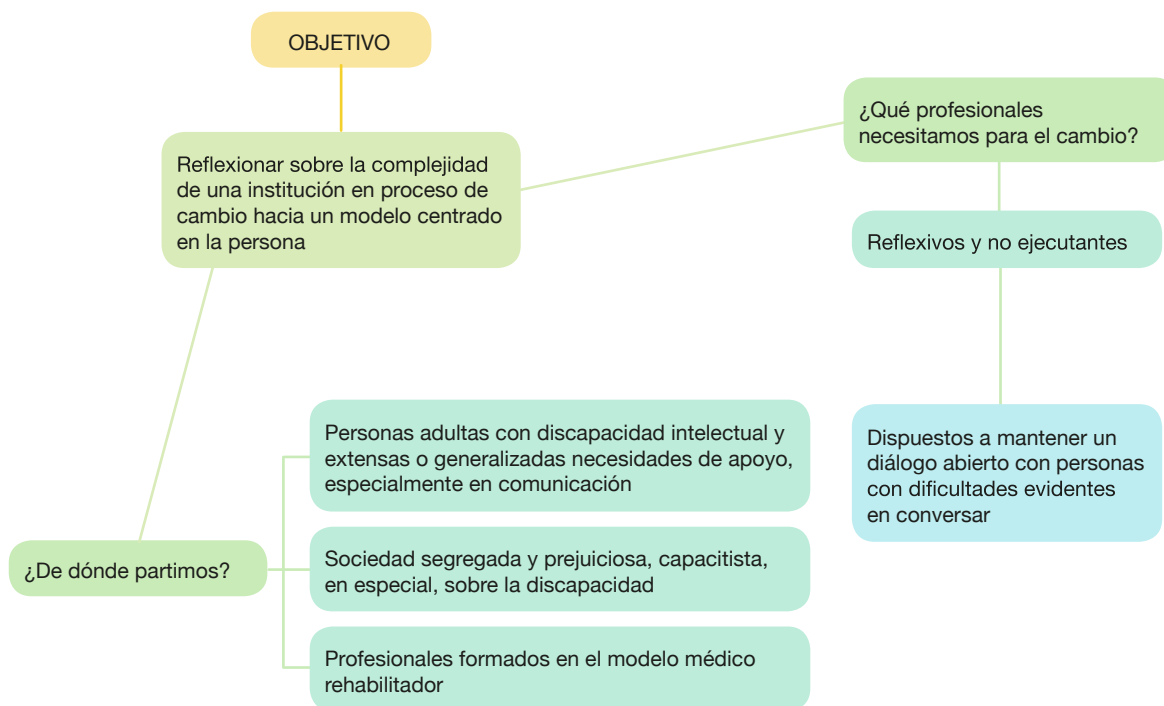 OBJETIVO
Reflexionar sobre la complejidad
de una institución en proceso de
cambio hacia un modelo centrado
en la persona
¿Qué profesionales
necesitamos para el cambio?
Reflexivos y no ejecutantes
Dispuestos a mantener un
diálogo abierto con personas
con dificultades evidentes
en conversar
¿De dónde partimos?
Personas adultas con discapacidad intelectual y
extensas o generalizadas necesidades de apoyo,
especialmente en comunicación
Sociedad segregada y prejuiciosa, capacitista,
en especial, sobre la discapacidad
Profesionales formados en el modelo médico
rehabilitador